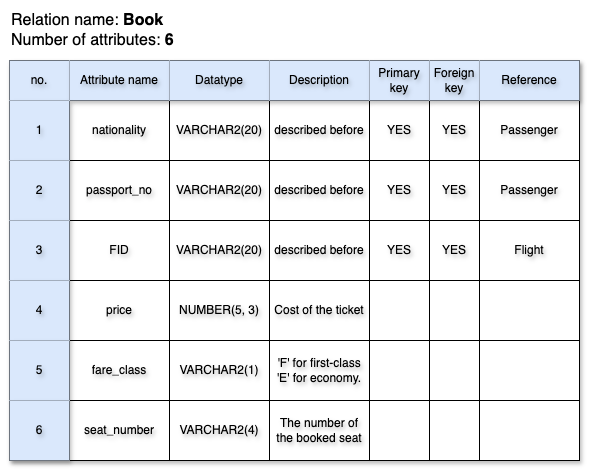 Relation name: Book
Number of attributes: 6
no. Attribute name Datatype Description Primary key Foreign key Reference
1 nationality VARCHAR2(20) described before YES YES Passenger
2 passport_no VARCHAR2(20) described before YES YES Passenger
3 FID VARCHAR2(20) described before YES YES Flight
4 price NUMBER(5, 3) Cost of the ticket
5 fare_class VARCHAR2(1) 'F' for first-class 'E' for economy.
6 seat_number VARCHAR2(4) The number of the booked seat